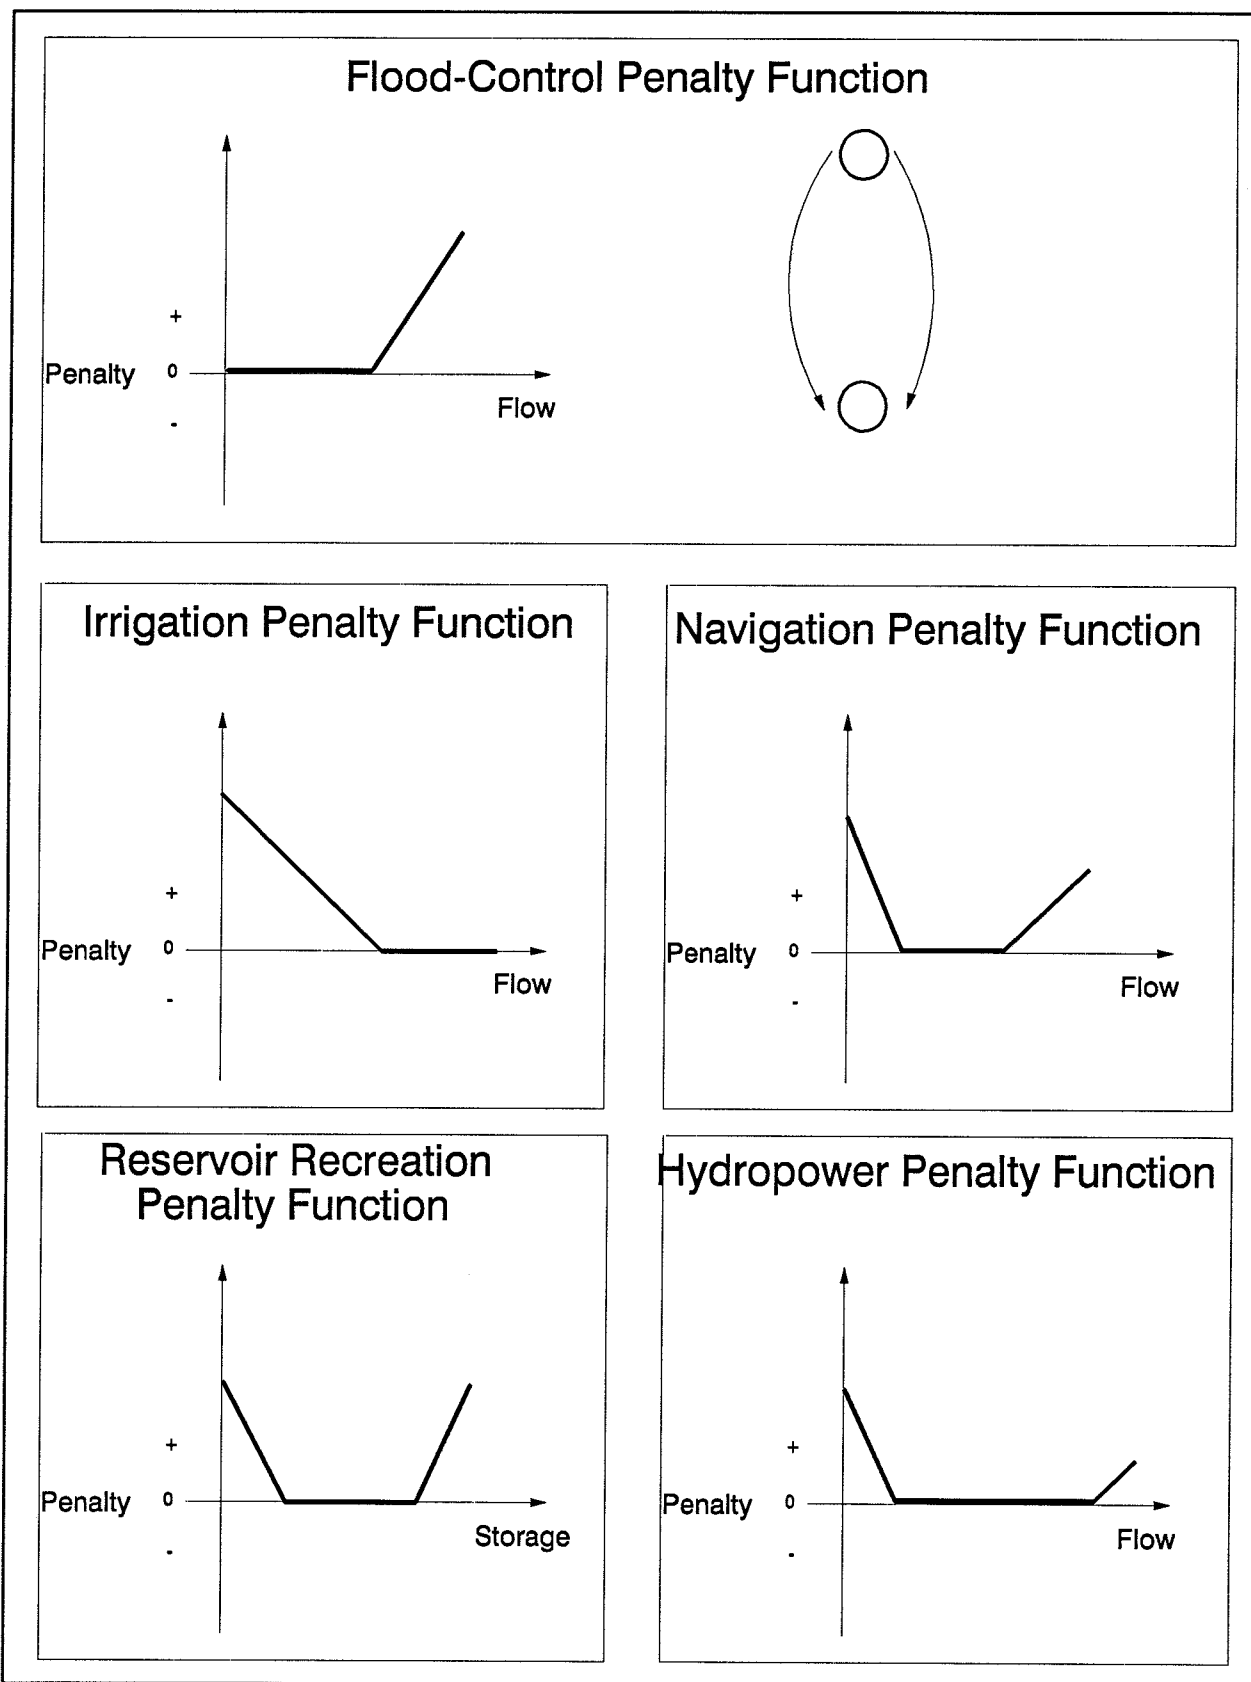 Flood-Control Penalty Function
+
Penalty 0
-
Flow
Irrigation Penalty Function
+
Penalty 0
-
Flow
Navigation Penalty Function
+
Penalty 0
-
Flow
Reservoir Recreation
Penalty Function
+
Penalty 0
-
Storage
Hydropower Penalty Function
+
Penalty 0
-
Flow